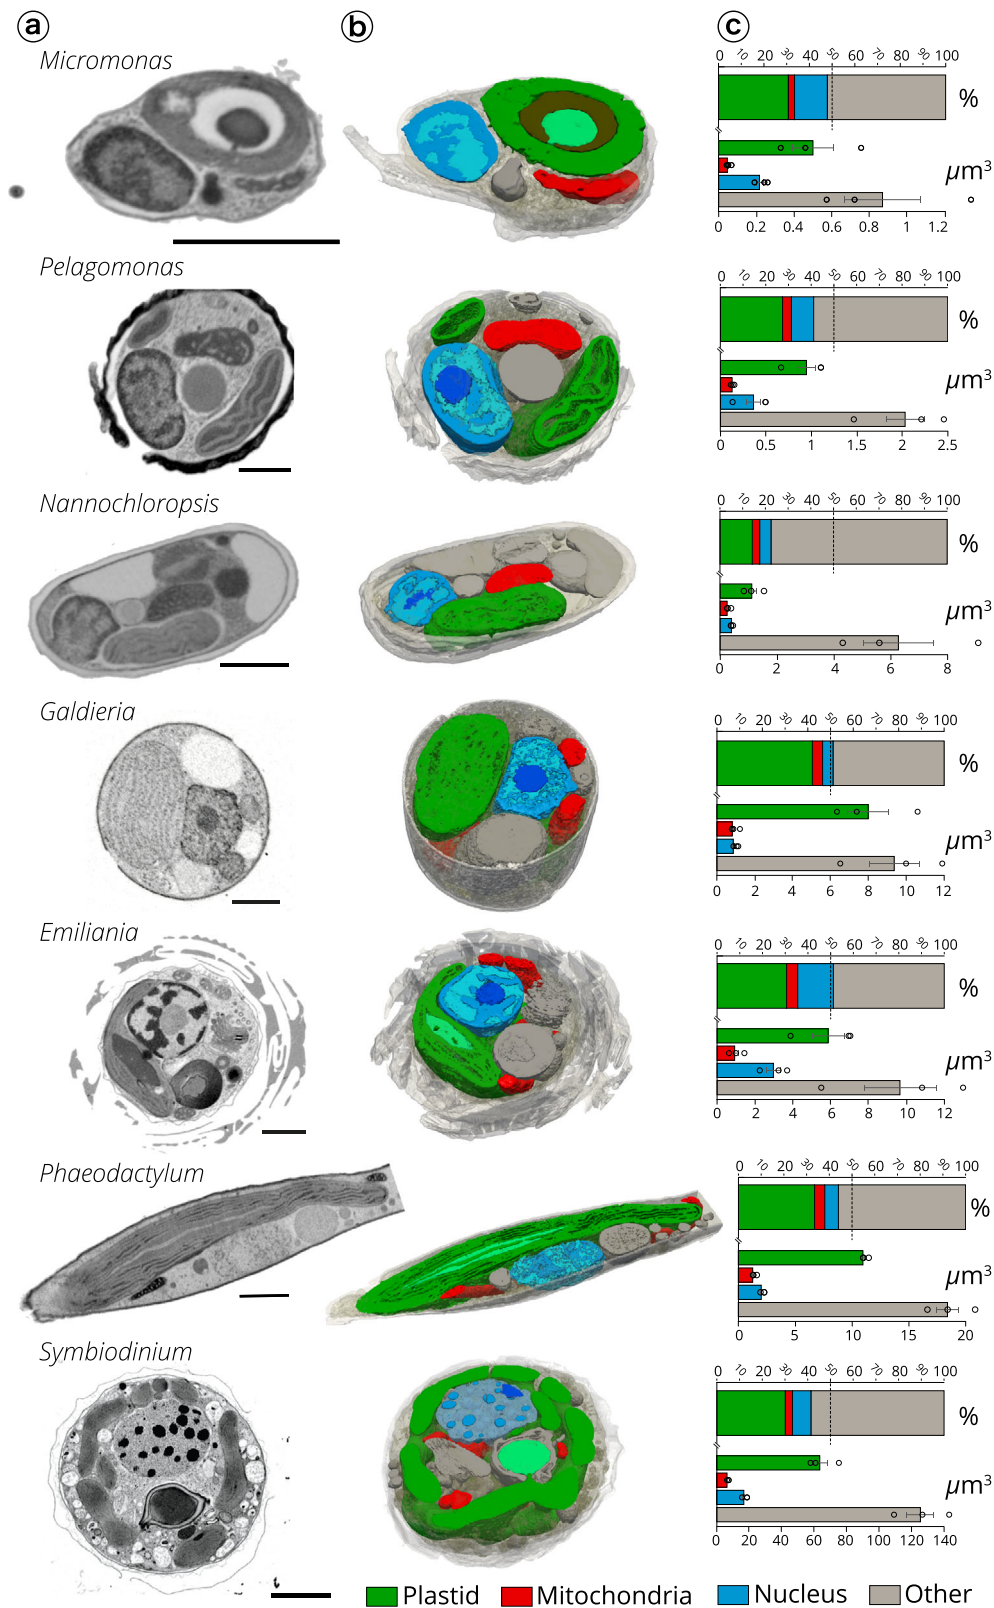 a b c
Micromonas
0 10 20 30 40 50 60 70 80 90 100
%
µm³
0 0.2 0.4 0.6 0.8 1 1.2
Pelagomonas
0 10 20 30 40 50 60 70 80 90 100
%
µm³
0 0.5 1 1.5 2 2.5
Nannochloropsis
0 10 20 30 40 50 60 70 80 90 100
%
µm³
0 2 4 6 8
Galdieria
0 10 20 30 40 50 60 70 80 90 100
%
µm³
0 2 4 6 8 10 12
Emiliania
0 10 20 30 40 50 60 70 80 90 100
%
µm³
0 2 4 6 8 10 12
Phaeodactylum
0 10 20 30 40 50 60 70 80 90 100
%
µm³
0 5 10 15 20
Symbiodinium
0 10 20 30 40 50 60 70 80 90 100
%
µm³
0 20 40 60 80 100 120 140
Plastid Mitochondria Nucleus Other